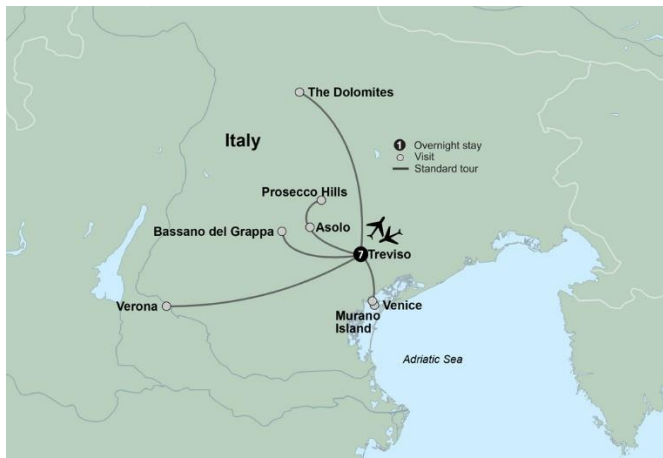 The Dolomites
Italy
1 Overnight stay
Visit
Standard tour
Prosecco Hills
Asolo
Bassano del Grappa
7 Treviso
Verona
Murano
Island
Venice
Adriatic Sea